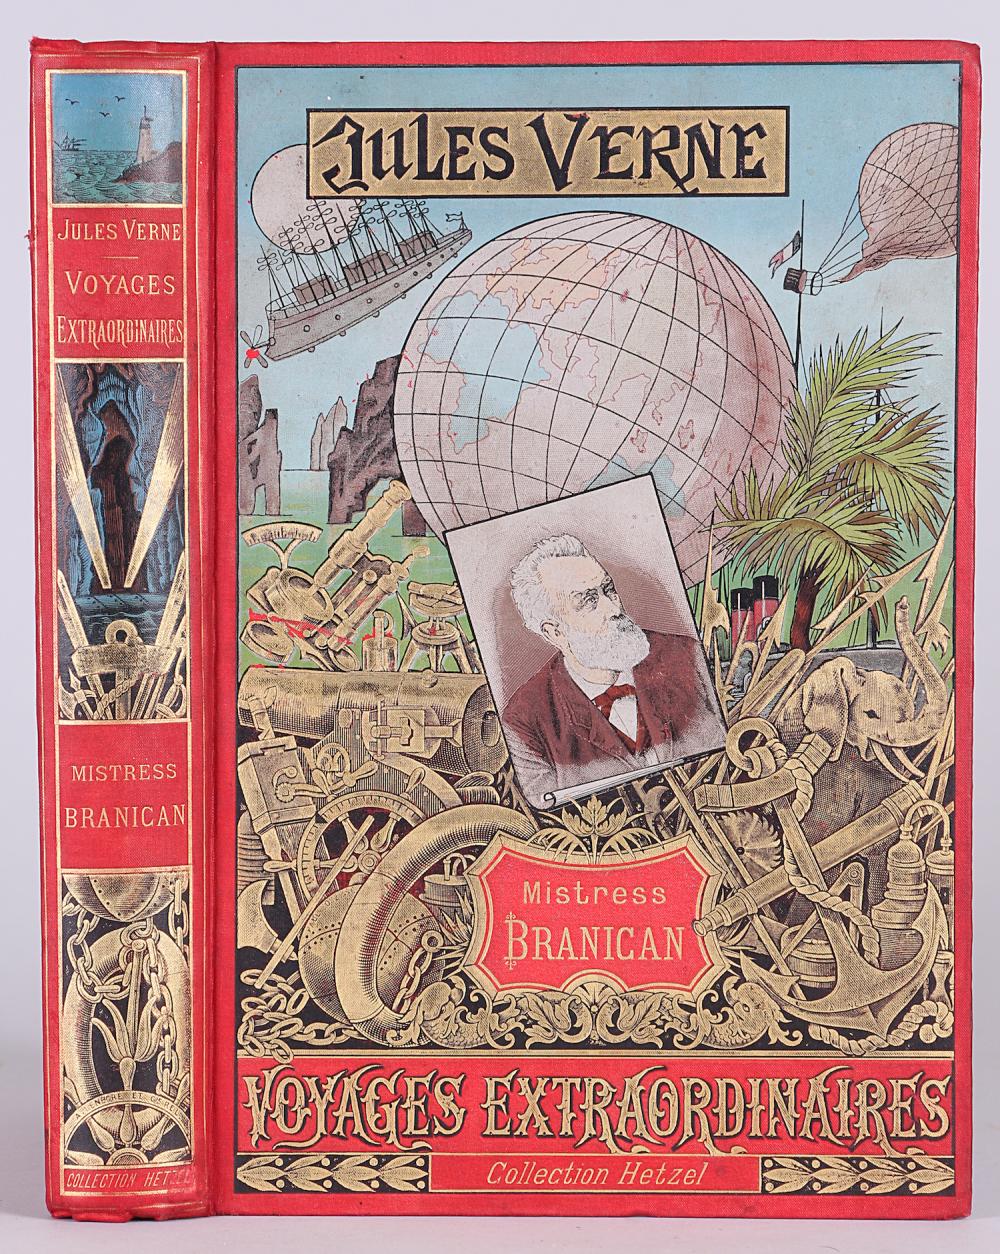 JULES VERNE
VOYAGES
EXTRAORDINAIRES
MISTRESS
BRANICAN
COLLECTION HETZEL
JULES VERNE
Mistress
BRANICAN
VOYAGES EXTRAORDINAIRES
Collection Hetzel